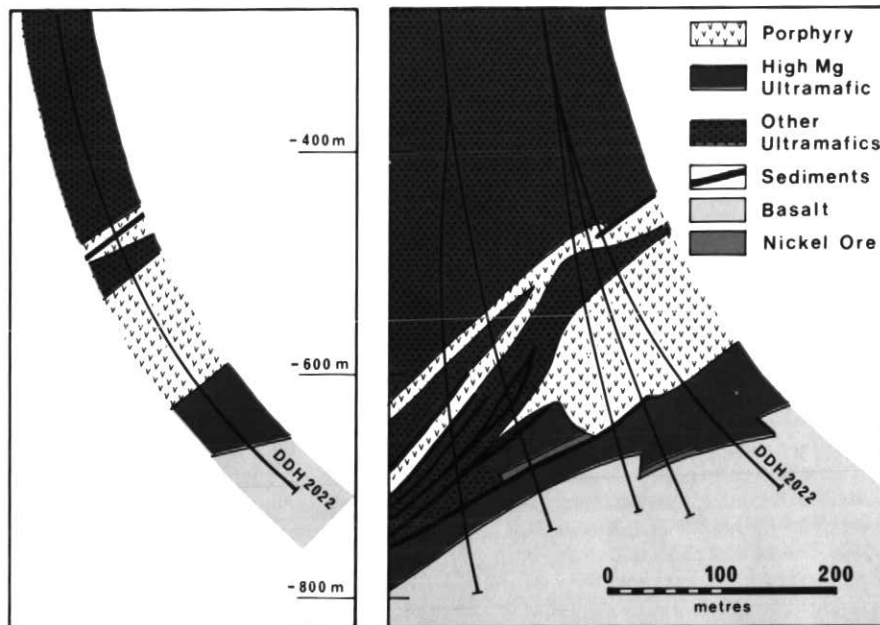 -400m
-600m
-800m
DDH 2022
DDH 2022
Porphyry
High Mg
Ultramafic
Other
Ultramafics
Sediments
Basalt
Nickel Ore
0 100 200
metres